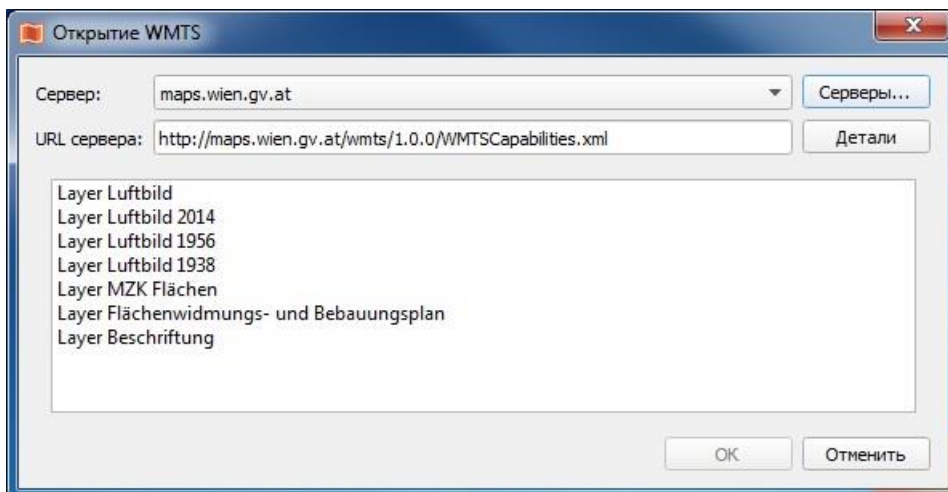 Открытие WMTS
Сервер: maps.wien.gv.at Серверы...
URL сервера: http://maps.wien.gv.at/wmts/1.0.0/WMTSCapabilities.xml Детали
Layer Luftbild
Layer Luftbild 2014
Layer Luftbild 1956
Layer Luftbild 1938
Layer MZK Flächen
Layer Flächenwidmungs- und Bebauungsplan
Layer Beschriftung
OK Отменить